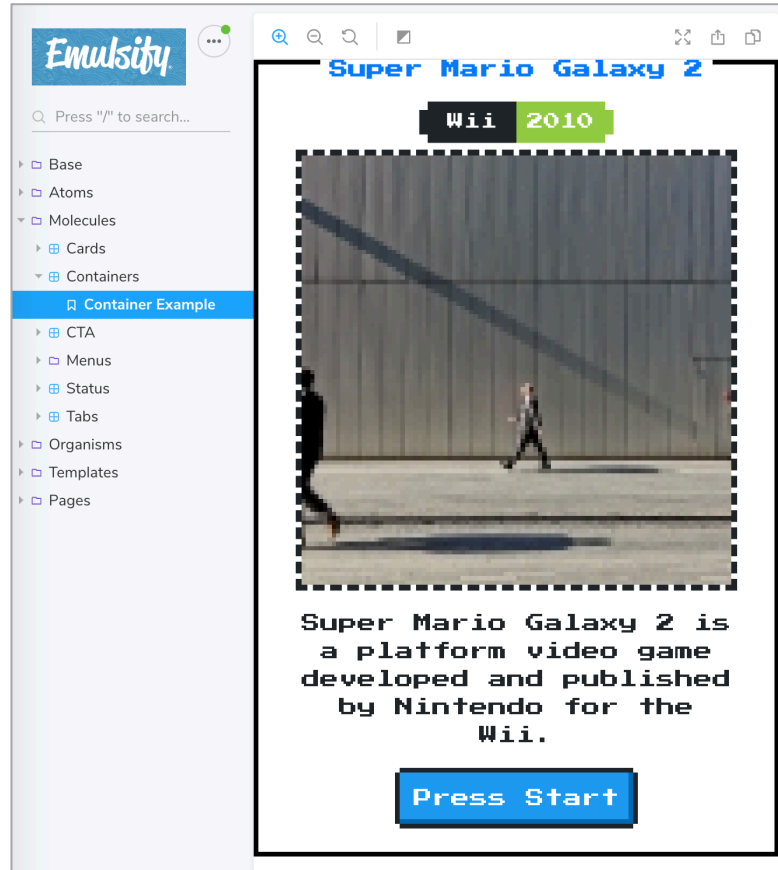 Emulsify.
Press "/" to search...
Base
Atoms
Molecules
Cards
Containers
Container Example
CTA
Menus
Status
Tabs
Organisms
Templates
Pages
Super Mario Galaxy 2
Wii 2010
Super Mario Galaxy 2 is
a platform video game
developed and published
by Nintendo for the
Wii.
Press Start